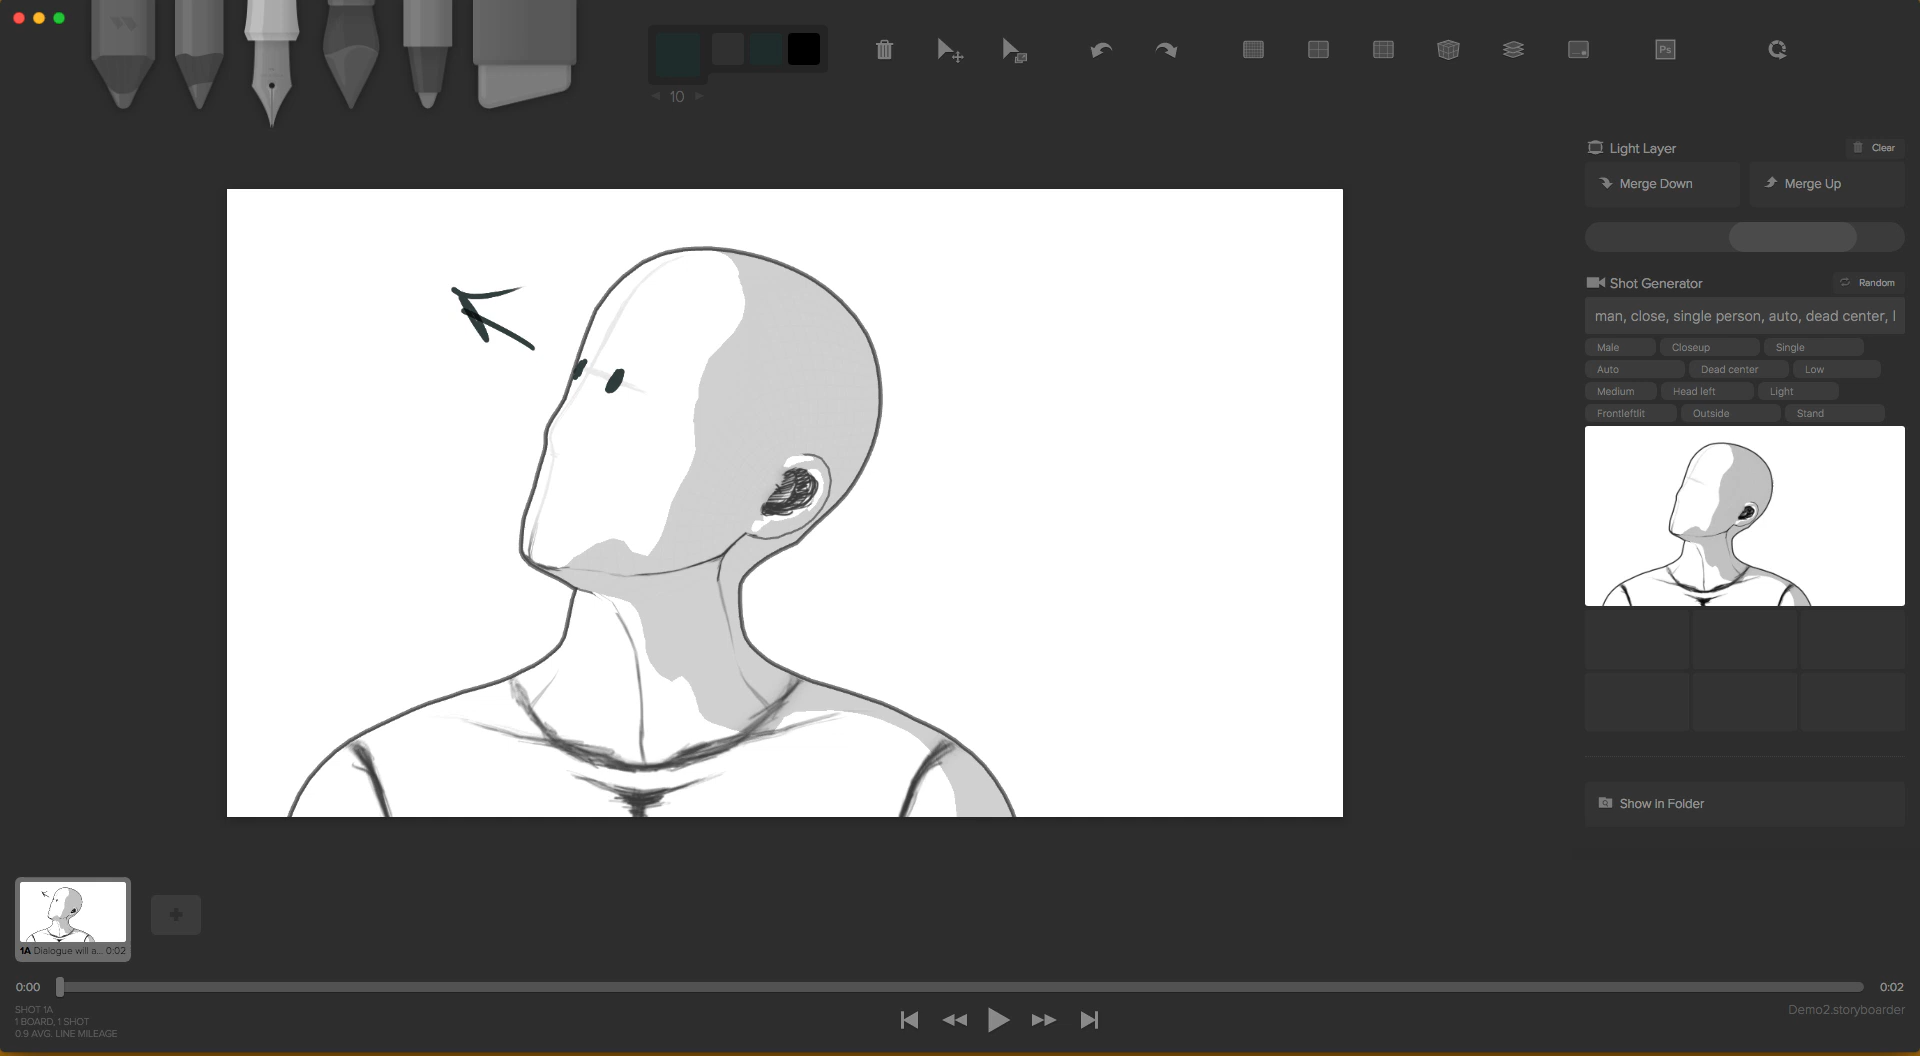 10
Ps
Light Layer
Clear
Merge Down
Merge Up
Shot Generator
Random
man, close, single person, auto, dead center, l
Male
Closeup
Single
Auto
Dead center
Low
Medium
Head left
Light
Frontleftlit
Outside
Stand
Show in Folder
1A Dialogue will a... 0:02
0:00
0:02
SHOT 1A
1 BOARD, 1 SHOT
0.9 AVG. LINE MILEAGE
Demo2.storyboarder